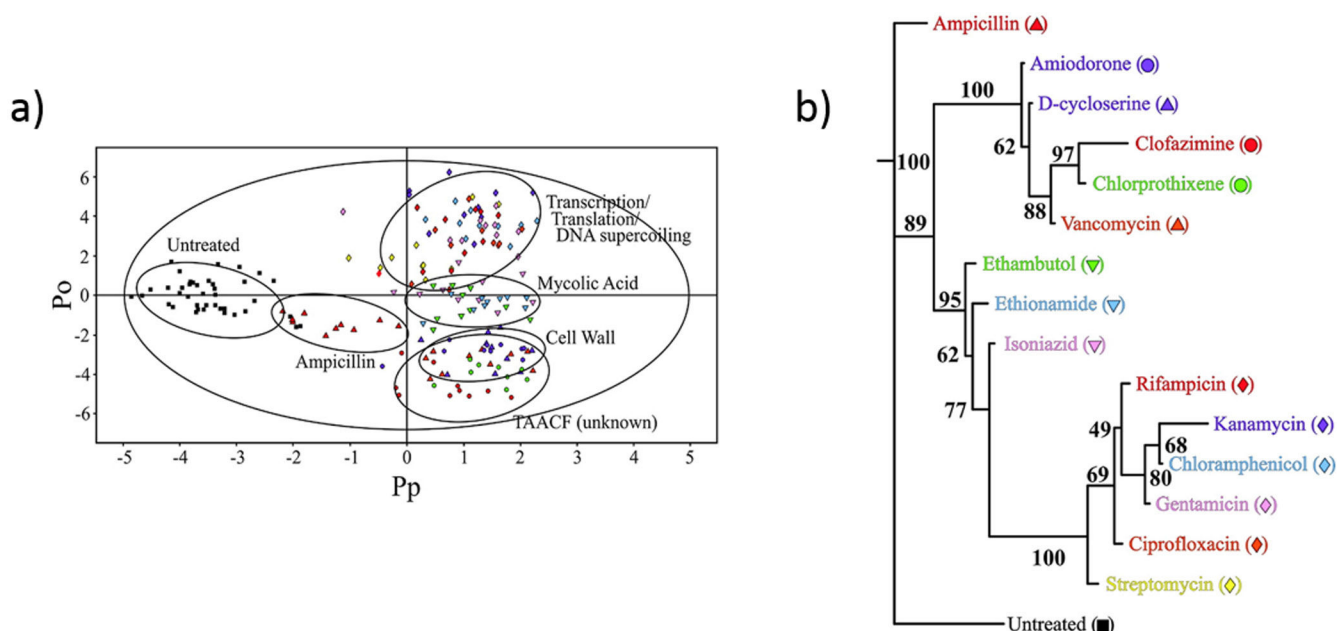 a)
Untreated
Transcription/
Translation/
DNA supercoiling
Mycolic Acid
Cell Wall
Ampicillin
TAACF (unknown)
6
4
2
0
-2
-4
-6
Po
-5 -4 -3 -2 -1 0 1 2 3 4 5
Pp
b)
Ampicillin (▲)
Amiodorone (●)
100
D-cycloserine (▲)
62
Clofazimine (●)
97
100
Chlorprothixene (●)
88
Vancomycin (▲)
89
Ethambutol (▼)
95
Ethionamide (▼)
Isoniazid (▼)
62
Rifampicin (♦)
77
49
Kanamycin (♦)
68
Chloramphenicol (♦)
69
80
Gentamicin (♦)
Ciprofloxacin (♦)
100
Streptomycin (♦)
Untreated (■)